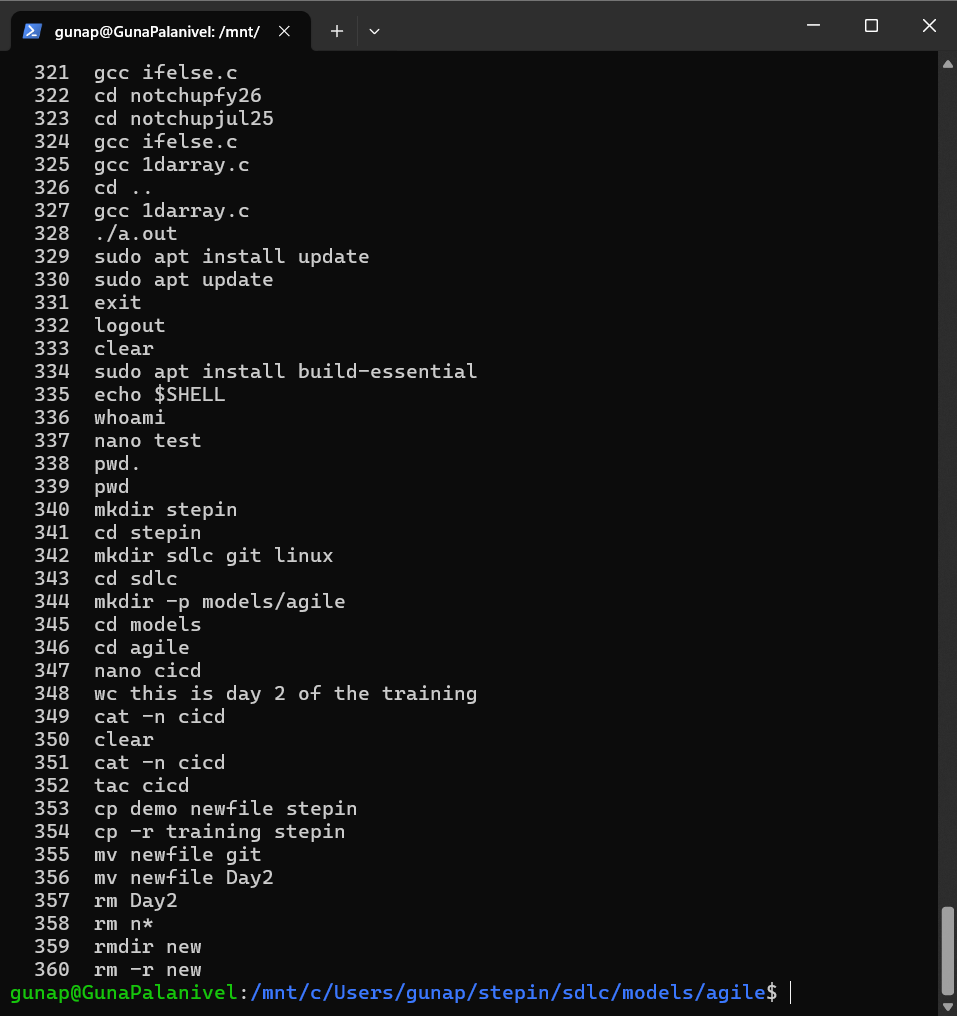 gunap@GunaPalanivel: /mnt/
321 gcc ifelse.c
322 cd notchupfy26
323 cd notchupjul25
324 gcc ifelse.c
325 gcc 1darray.c
326 cd ..
327 gcc 1darray.c
328 ./a.out
329 sudo apt install update
330 sudo apt update
331 exit
332 logout
333 clear
334 sudo apt install build-essential
335 echo $SHELL
336 whoami
337 nano test
338 pwd.
339 pwd
340 mkdir stepin
341 cd stepin
342 mkdir sdlc git linux
343 cd sdlc
344 mkdir -p models/agile
345 cd models
346 cd agile
347 nano cicd
348 wc this is day 2 of the training
349 cat -n cicd
350 clear
351 cat -n cicd
352 tac cicd
353 cp demo newfile stepin
354 cp -r training stepin
355 mv newfile git
356 mv newfile Day2
357 rm Day2
358 rm n*
359 rmdir new
360 rm -r new
gunap@GunaPalanivel:/mnt/c/Users/gunap/stepin/sdlc/models/agile$